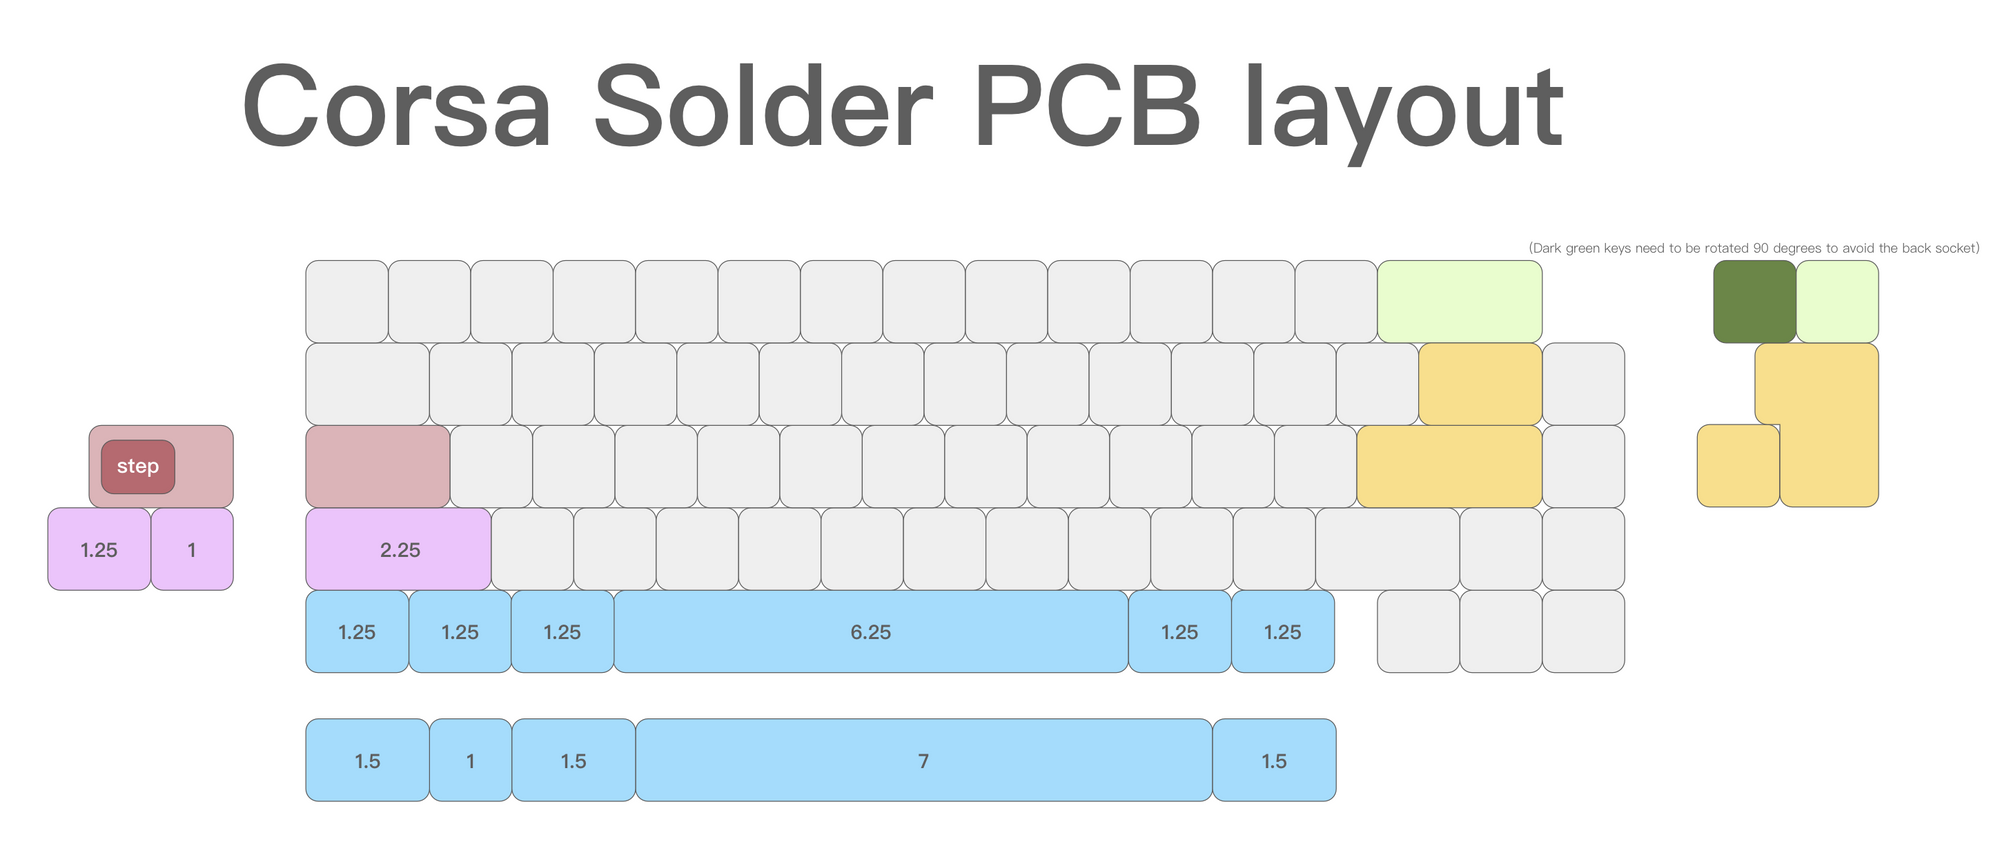 Corsa Solder PCB layout
(Dark green keys need to be rotated 90 degrees to avoid the back socket)
step
1.25 1 2.25
1.25 1.25 1.25 6.25 1.25 1.25
1.5 1 1.5 7 1.5